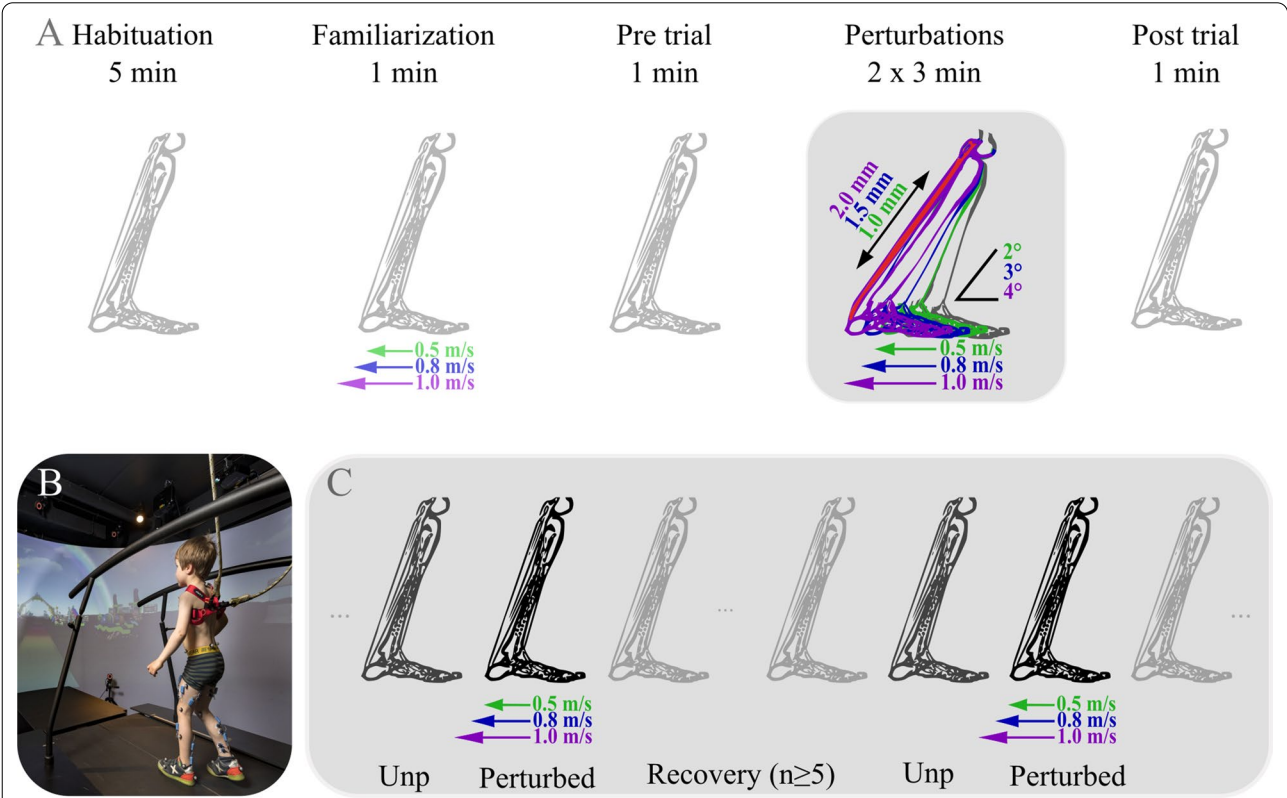 A
Habituation
5 min
Familiarization
1 min
Pre trial
1 min
Perturbations
2 x 3 min
Post trial
1 min
0.5 m/s
0.8 m/s
1.0 m/s
2.0 mm
1.5 mm
1.0 mm
2°
3°
4°
0.5 m/s
0.8 m/s
1.0 m/s
B
C
...
...
...
0.5 m/s
0.8 m/s
1.0 m/s
0.5 m/s
0.8 m/s
1.0 m/s
Unp
Perturbed
Recovery (n≥5)
Unp
Perturbed